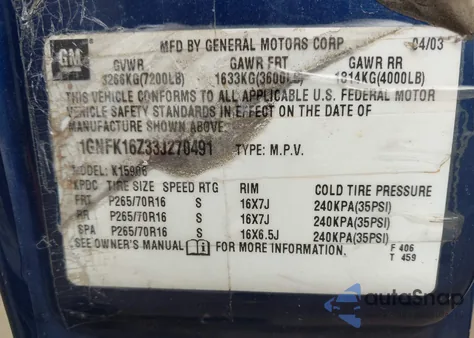 GM MFD BY GENERAL MOTORS CORP 04/03
GVWR GAWR FRT GAWR RR
3266KG(7200LB) 1633KG(3600LB) 1814KG(4000LB)
THIS VEHICLE CONFORMS TO ALL APPLICABLE U.S. FEDERAL MOTOR
VEHICLE SAFETY STANDARDS IN EFFECT ON THE DATE OF
MANUFACTURE SHOWN ABOVE.
1GNFK16Z33J270491 TYPE: M.P.V.
MODEL: K15906
KPDC TIRE SIZE SPEED RTG RIM COLD TIRE PRESSURE
FRT P265/70R16 S 16X7J 240KPA(35PSI)
RR P265/70R16 S 16X7J 240KPA(35PSI)
SPA P265/70R16 S 16X6.5J 240KPA(35PSI)
SEE OWNER'S MANUAL FOR MORE INFORMATION.
F 406
T 459
autoSnap